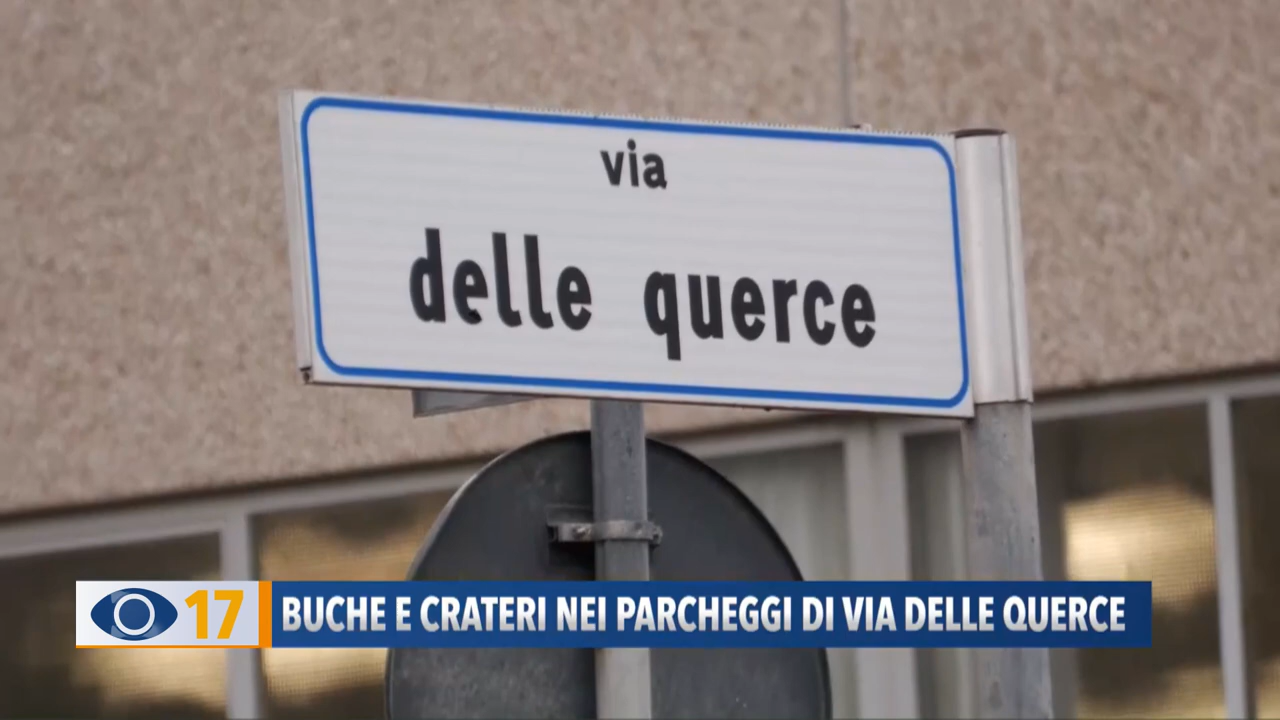 via
delle querce
17 BUCHE E CRATERI NEI PARCHEGGI DI VIA DELLE QUERCE